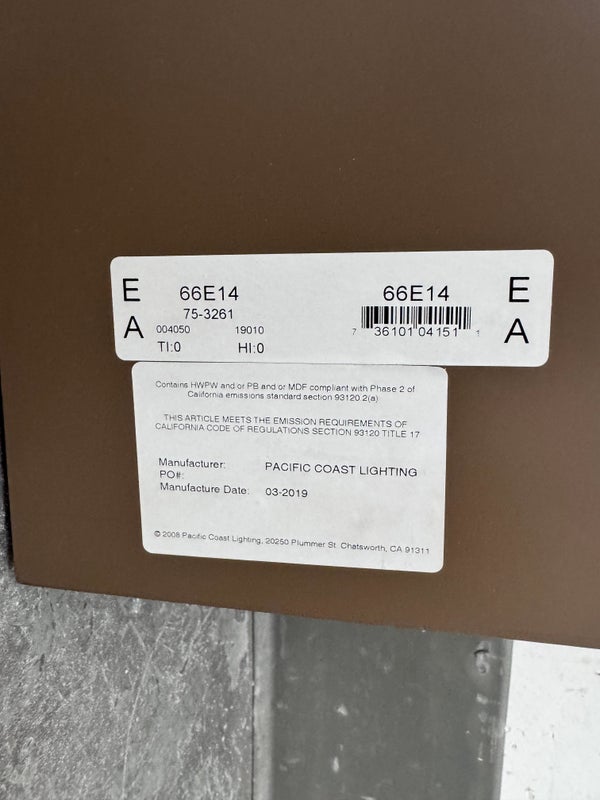 E 66E14 66E14 E
A 75-3261 A
004050 19010 7 36101 04151 1
TI:0 HI:0
Contains HWPW and or PB and or MDF compliant with Phase 2 of
California emissions standard section 93120 2(a)
THIS ARTICLE MEETS THE EMISSION REQUIREMENTS OF
CALIFORNIA CODE OF REGULATIONS SECTION 93120 TITLE 17
Manufacturer: PACIFIC COAST LIGHTING
PO#:
Manufacture Date: 03-2019
© 2008 Pacific Coast Lighting, 20250 Plummer St. Chatsworth, CA 91311